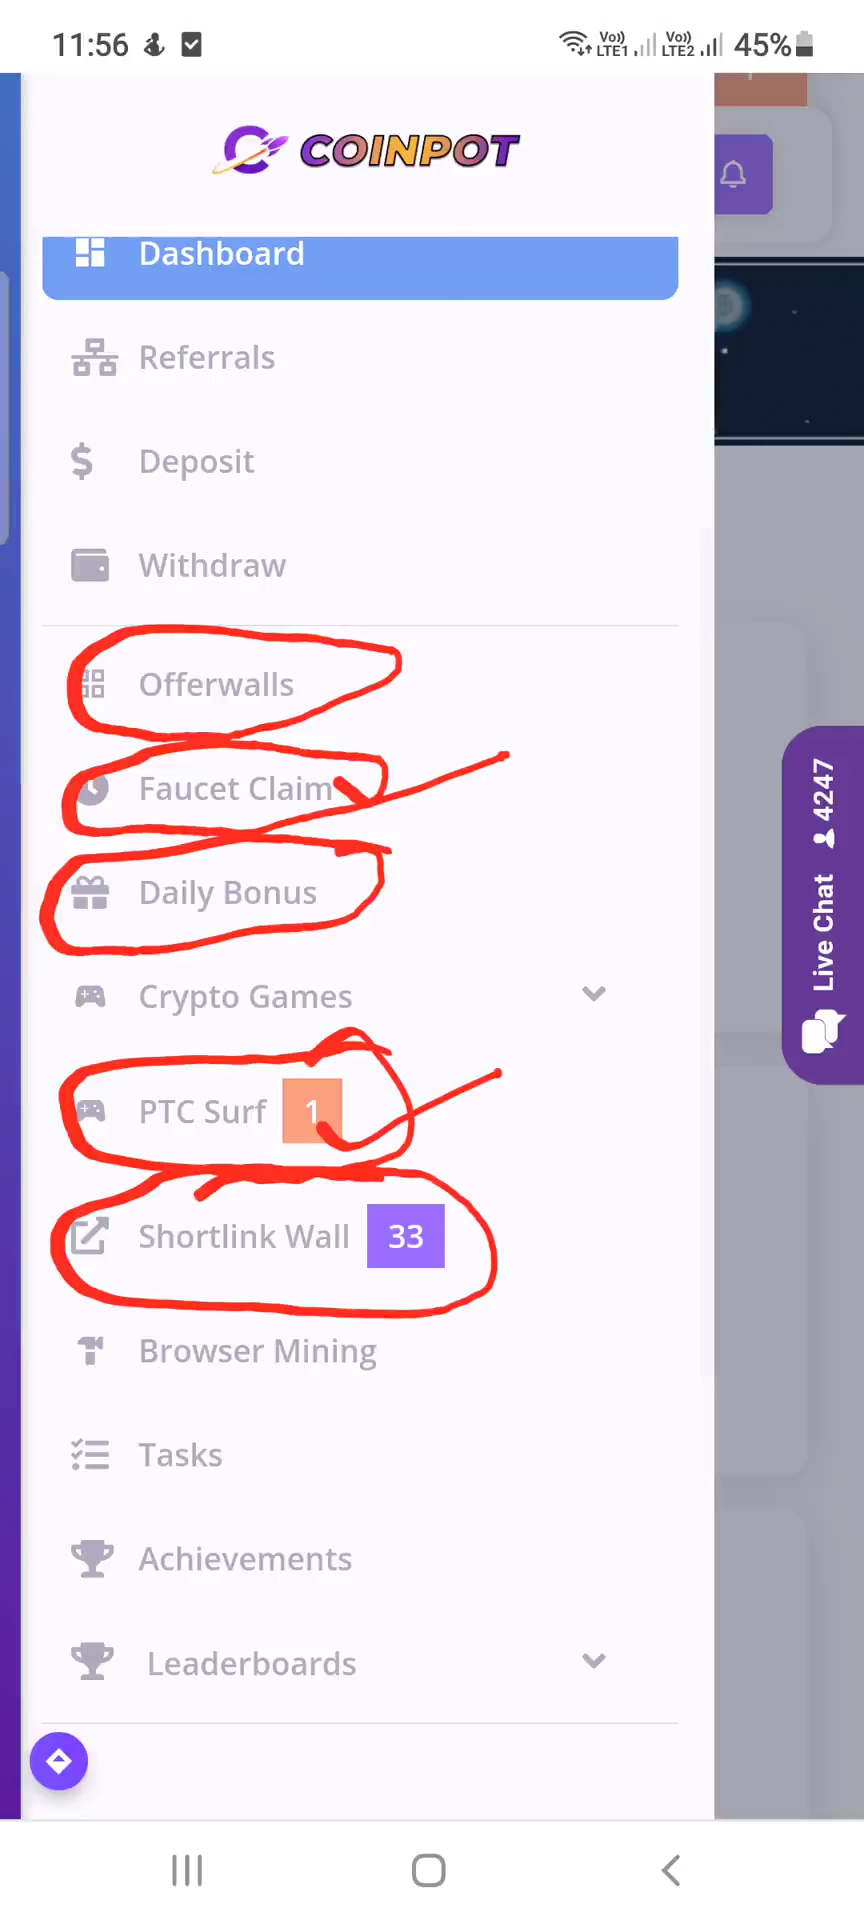 11:56
Vo)) LTE1 Vo)) LTE2 45%
COINPOT
Dashboard
Referrals
Deposit
Withdraw
Offerwalls
Faucet Claim
Daily Bonus
Crypto Games
PTC Surf 1
Shortlink Wall 33
Browser Mining
Tasks
Achievements
Leaderboards
Live Chat 4247